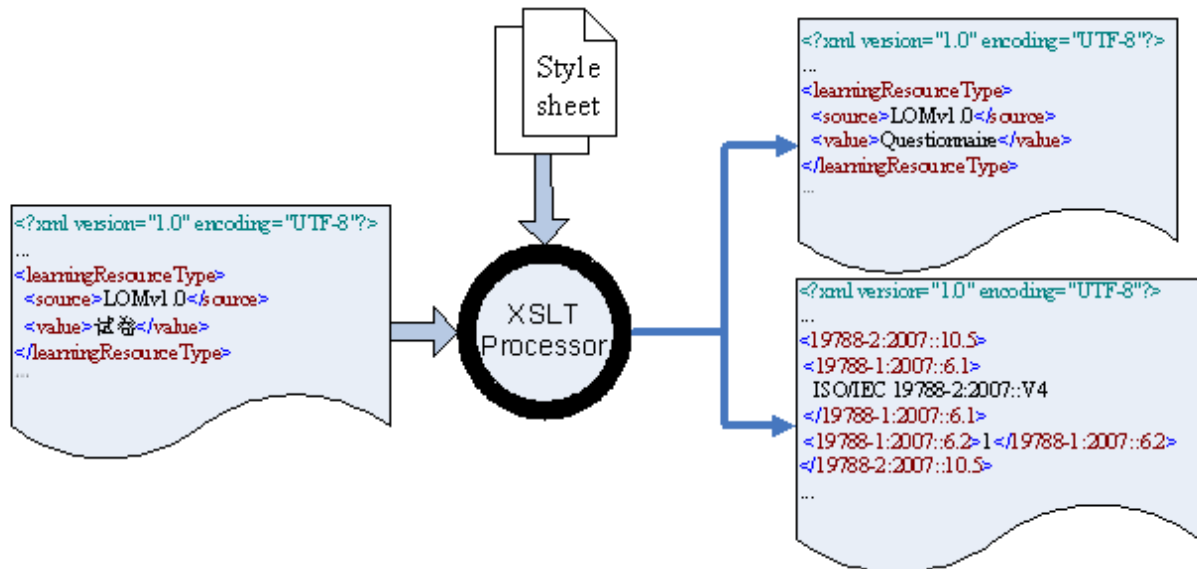 <?xml version="1.0" encoding="UTF-8"?>
...
<learningResourceType>
<source>LOMv1.0</source>
<value>试卷</value>
</learningResourceType>
...
Style
sheet
XSLT
Processor
<?xml version="1.0" encoding="UTF-8"?>
...
<learningResourceType>
<source>LOMv1.0</source>
<value>Questionnaire</value>
</learningResourceType>
...
<?xml version="1.0" encoding="UTF-8"?>
...
<19788-2:2007::10.5>
<19788-1:2007::6.1>
ISO/IEC 19788-2:2007::V4
</19788-1:2007::6.1>
<19788-1:2007::6.2>1</19788-1:2007::6.2>
</19788-2:2007::10.5>
...